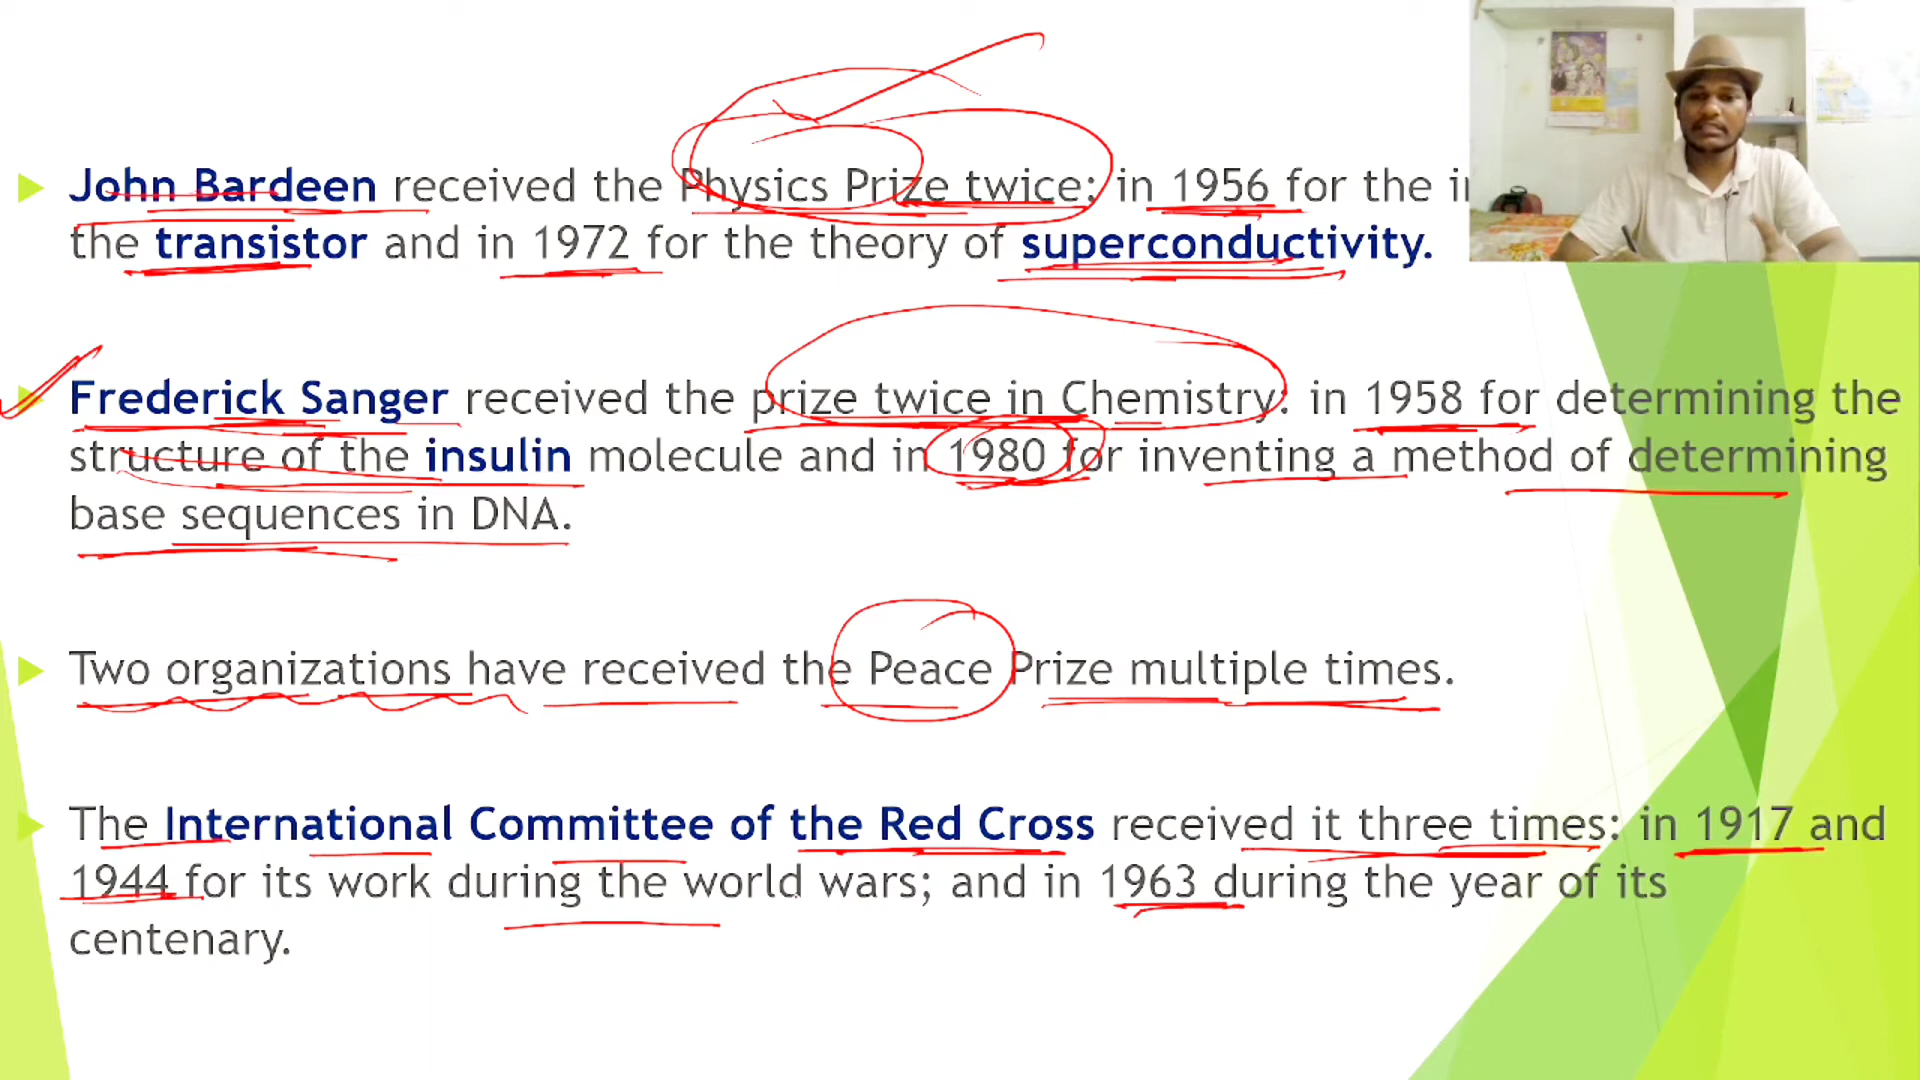 John Bardeen received the Physics Prize twice: in 1956 for the
the transistor and in 1972 for the theory of superconductivity.
Frederick Sanger received the prize twice in Chemistry: in 1958 for determining the
structure of the insulin molecule and in 1980 for inventing a method of determining
base sequences in DNA.
Two organizations have received the Peace Prize multiple times.
The International Committee of the Red Cross received it three times: in 1917 and
1944 for its work during the world wars; and in 1963 during the year of its
centenary.